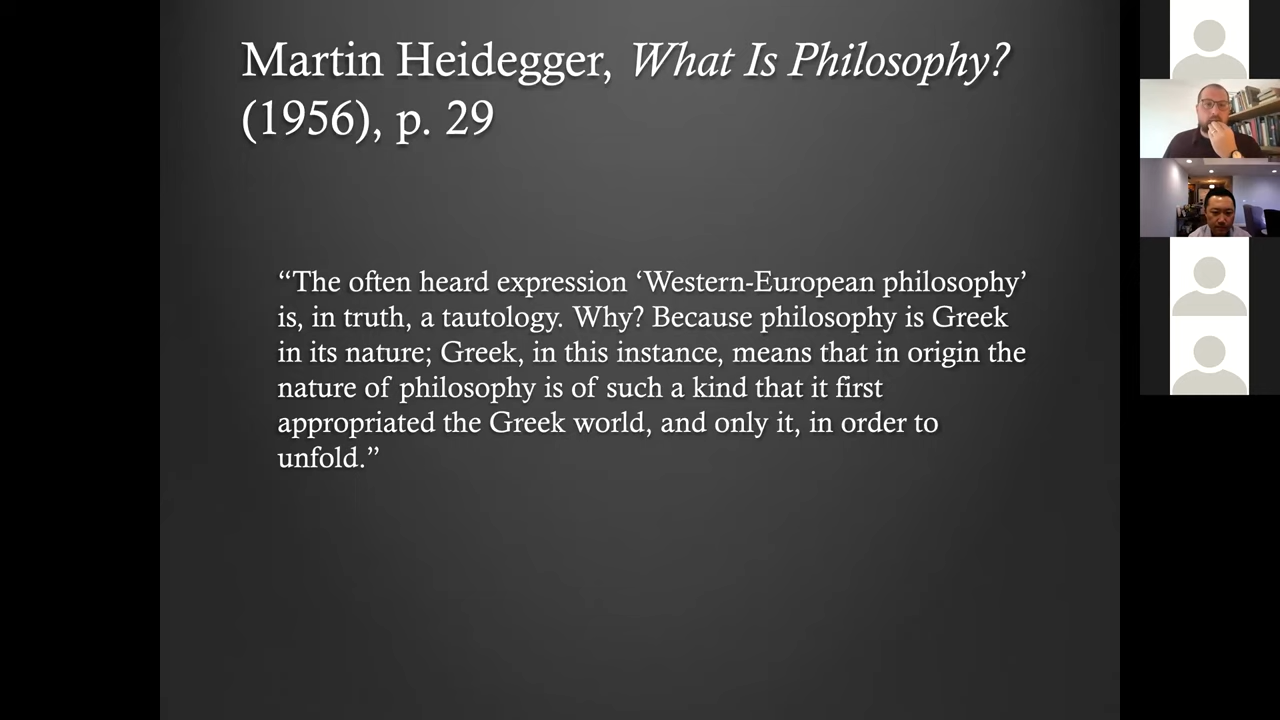 Martin Heidegger, What Is Philosophy?
(1956), p. 29
“The often heard expression ‘Western-European philosophy’
is, in truth, a tautology. Why? Because philosophy is Greek
in its nature; Greek, in this instance, means that in origin the
nature of philosophy is of such a kind that it first
appropriated the Greek world, and only it, in order to
unfold.”